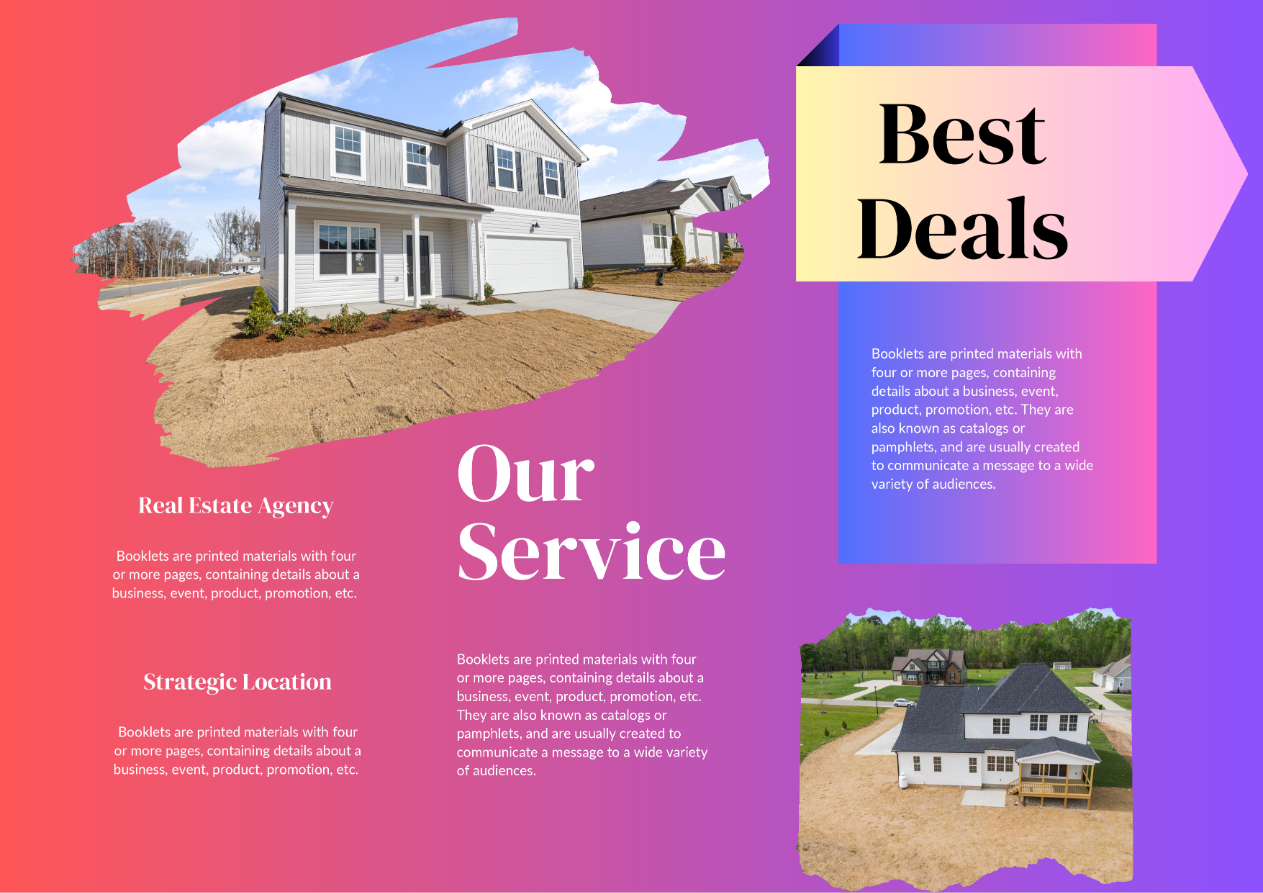 Best
Deals
Booklets are printed materials with
four or more pages, containing
details about a business, event,
product, promotion, etc. They are
also known as catalogs or
pamphlets, and are usually created
to communicate a message to a wide
variety of audiences.
Our
Service
Booklets are printed materials with four
or more pages, containing details about a
business, event, product, promotion, etc.
They are also known as catalogs or
pamphlets, and are usually created to
communicate a message to a wide variety
of audiences.
Real Estate Agency
Booklets are printed materials with four
or more pages, containing details about a
business, event, product, promotion, etc.
Strategic Location
Booklets are printed materials with four
or more pages, containing details about a
business, event, product, promotion, etc.